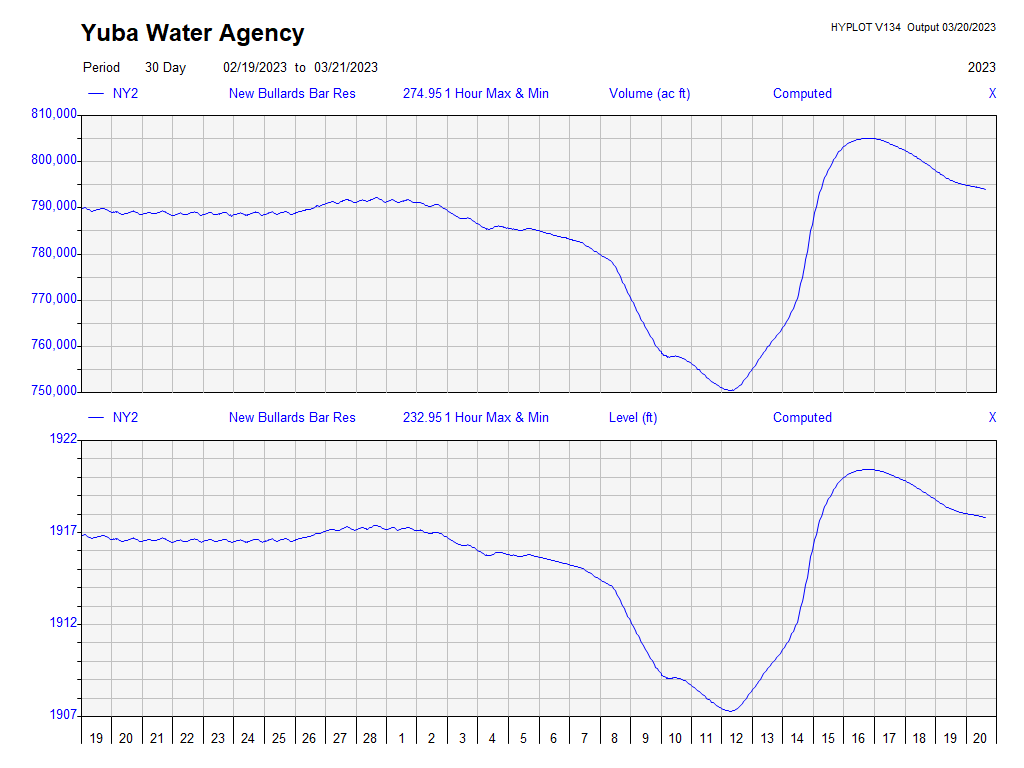 Yuba Water Agency
HYPLOT V134 Output 03/20/2023
Period 30 Day 02/19/2023 to 03/21/2023 2023
NY2 New Bullards Bar Res 274.95 1 Hour Max & Min Volume (ac ft) Computed X
810,000
800,000
790,000
780,000
770,000
760,000
750,000
NY2 New Bullards Bar Res 232.95 1 Hour Max & Min Level (ft) Computed X
1922
1917
1912
1907
19 20 21 22 23 24 25 26 27 28 1 2 3 4 5 6 7 8 9 10 11 12 13 14 15 16 17 18 19 20